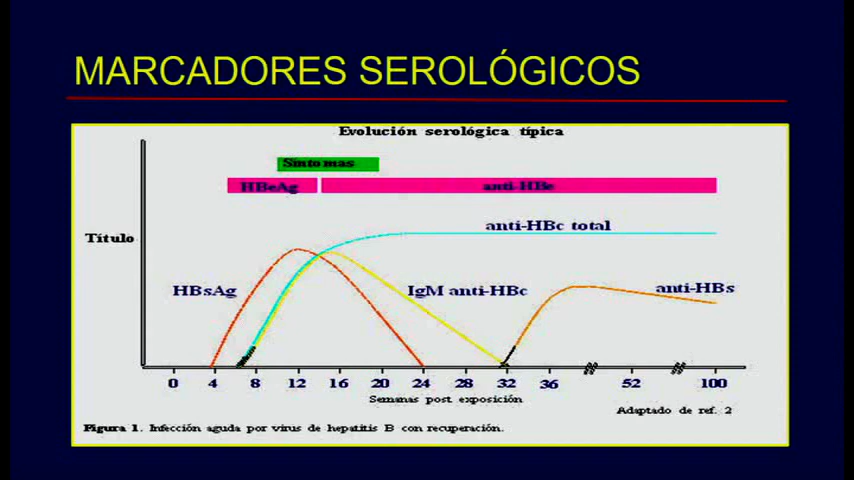 MARCADORES SEROLÓGICOS
Evolución serológica típica
Síntomas
HBeAg anti-HBe
anti-HBc total
Título
HBsAg IgM anti-HBc anti-HBs
0 4 8 12 16 20 24 28 32 36 52 100
Semanas post exposición
Adaptado de ref. 2
Figura 1. Infección aguda por virus de hepatitis B con recuperación.